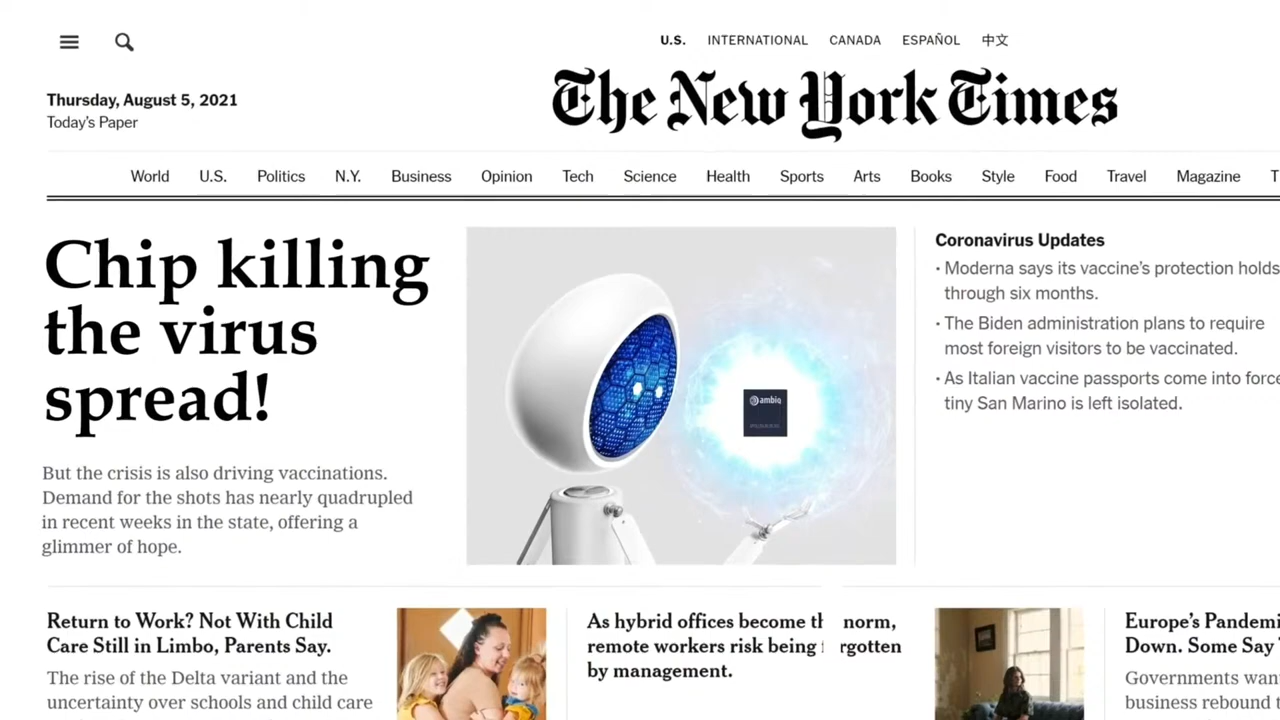 U.S. INTERNATIONAL CANADA ESPAÑOL 中文
The New York Times
Thursday, August 5, 2021
Today's Paper
World U.S. Politics N.Y. Business Opinion Tech Science Health Sports Arts Books Style Food Travel Magazine T
Chip killing
the virus
spread!
But the crisis is also driving vaccinations.
Demand for the shots has nearly quadrupled
in recent weeks in the state, offering a
glimmer of hope.
ambiq
Coronavirus Updates
• Moderna says its vaccine's protection holds
through six months.
• The Biden administration plans to require
most foreign visitors to be vaccinated.
• As Italian vaccine passports come into force
tiny San Marino is left isolated.
Return to Work? Not With Child
Care Still in Limbo, Parents Say.
The rise of the Delta variant and the
uncertainty over schools and child care
As hybrid offices become th norm,
remote workers risk being f rgotten
by management.
Europe's Pandemi
Down. Some Say
Governments wan
business rebound t